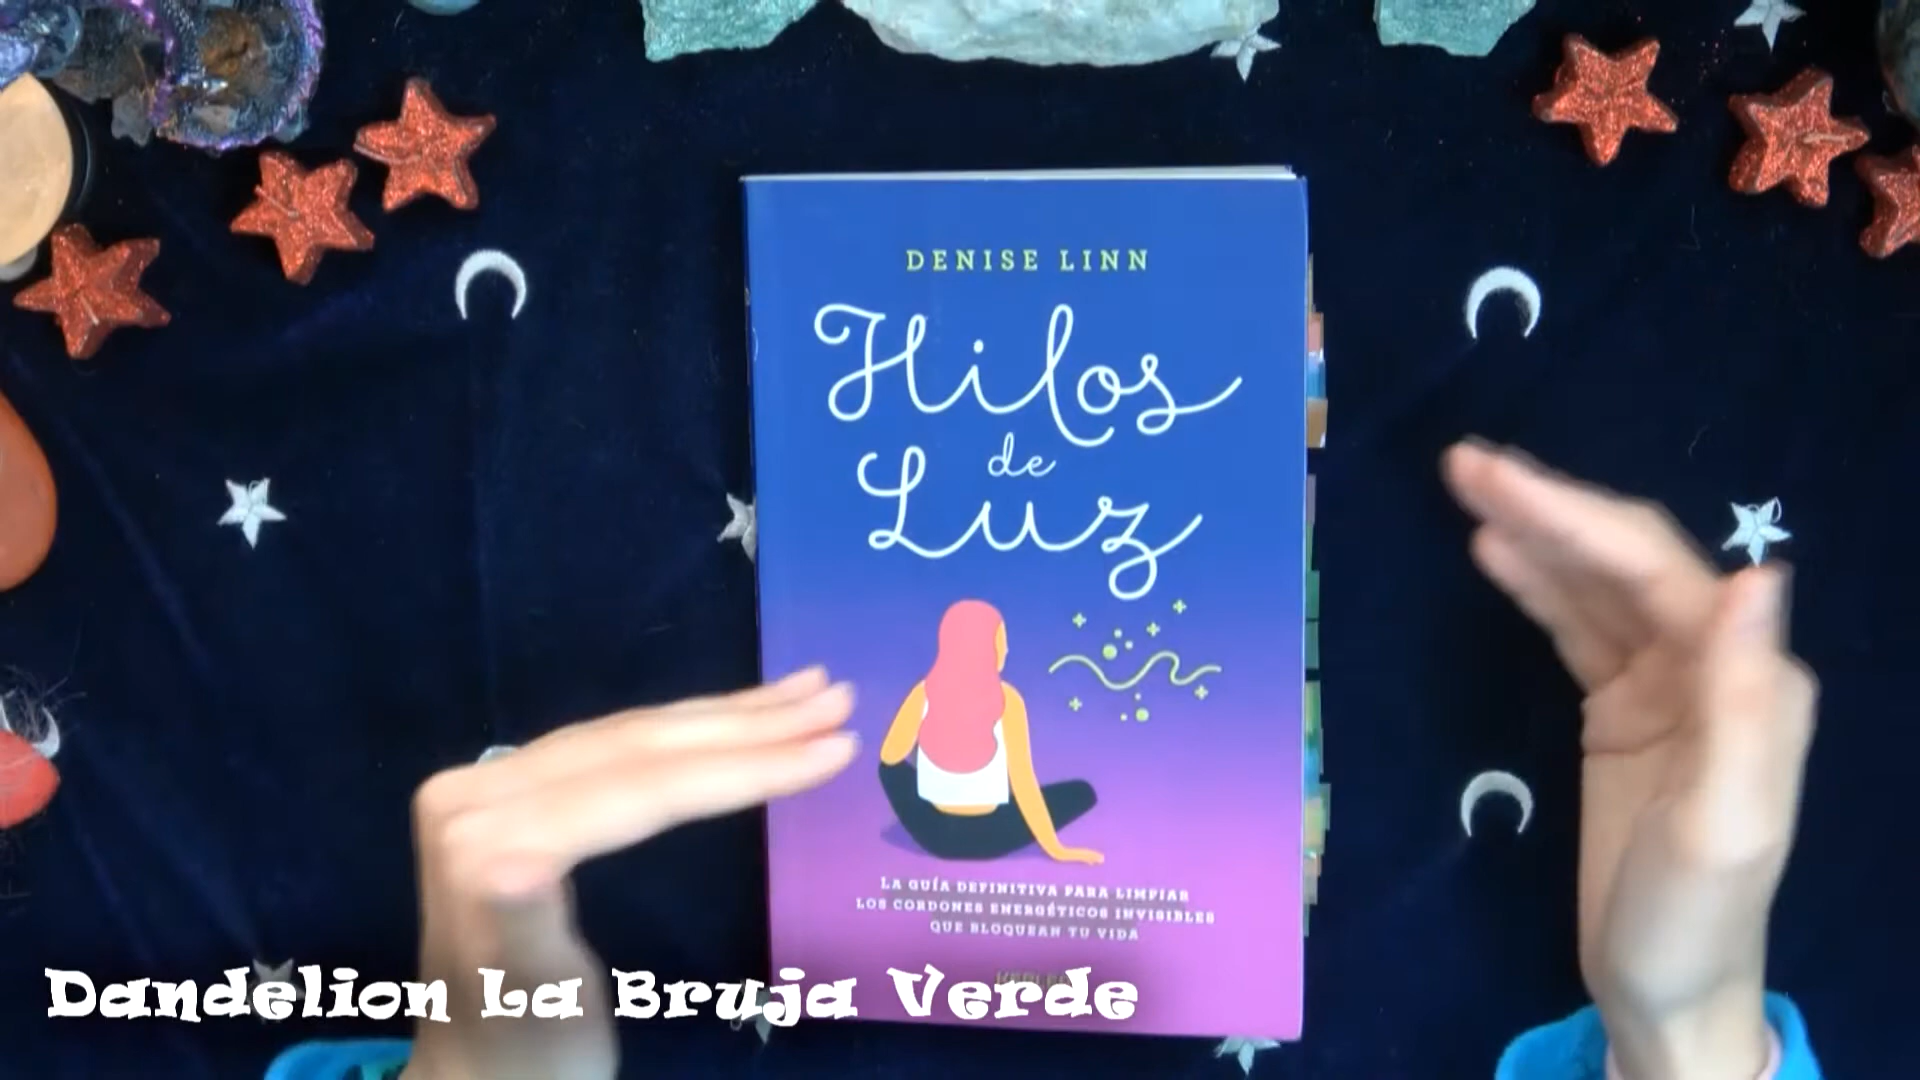 DENISE LINN
Hilos
de
Luz
LA GUÍA DEFINITIVA PARA LIMPIAR
LOS CORDONES ENERGÉTICOS INVISIBLES
QUE BLOQUEAN TU VIDA
Dandelion La Bruja Verde